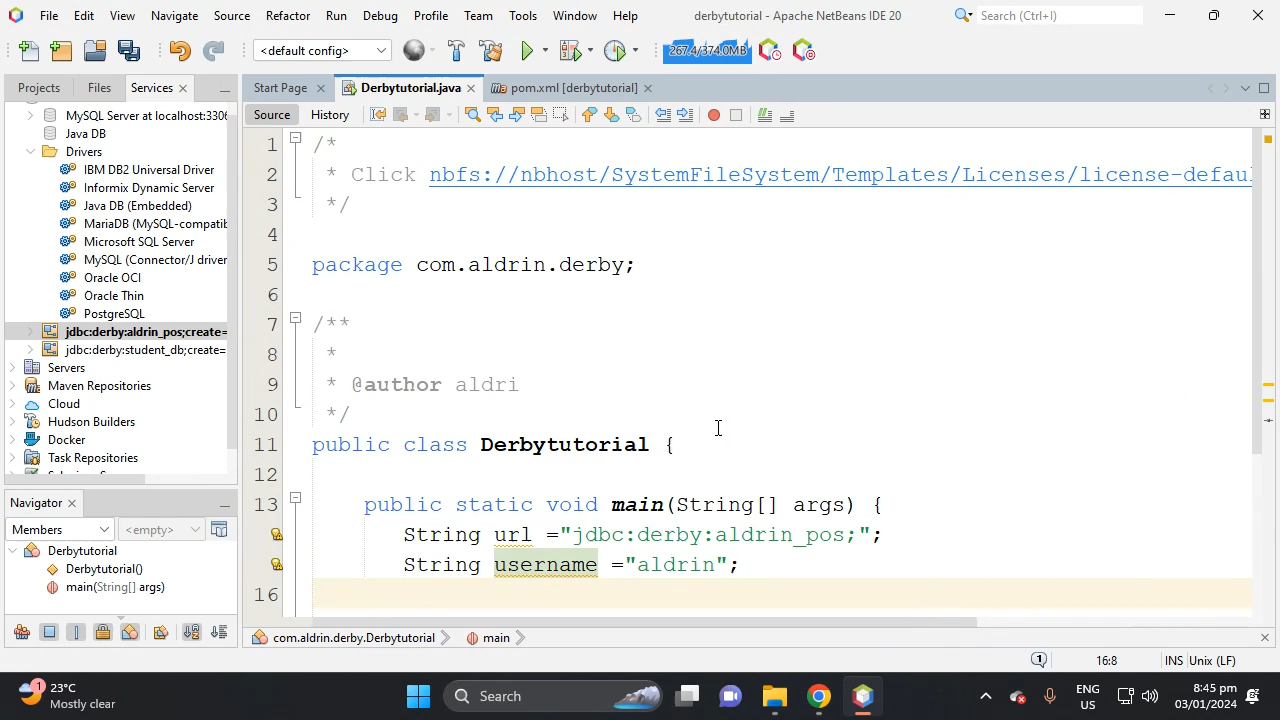 File Edit View Navigate Source Refactor Run Debug Profile Team Tools Window Help
derbytutorial - Apache NetBeans IDE 20
Search (Ctrl+I)
<default config>
267.4/374.0MB
Projects Files Services
Start Page Derbytutorial.java pom.xml [derbytutorial]
Source History
MySQL Server at localhost:3306
Java DB
Drivers
IBM DB2 Universal Driver
Informix Dynamic Server
Java DB (Embedded)
MariaDB (MySQL-compatib
Microsoft SQL Server
MySQL (Connector/J driver
Oracle OCI
Oracle Thin
PostgreSQL
jdbc:derby:aldrin_pos;create=
jdbc:derby:student_db;create=
Servers
Maven Repositories
Cloud
Hudson Builders
Docker
Task Repositories
1 /*
2 * Click nbfs://nbhost/SystemFileSystem/Templates/Licenses/license-defau
3 */
4
5 package com.aldrin.derby;
6
7 /**
8 *
9 * @author aldri
10 */
11 public class Derbytutorial {
12
13 public static void main(String[] args) {
String url ="jdbc:derby:aldrin_pos;";
String username ="aldrin";
16
Navigator
Members <empty>
Derbytutorial
Derbytutorial()
main(String[] args)
com.aldrin.derby.Derbytutorial main
1 16:8 INS Unix (LF)
1
23°C
Mostly clear
Search
ENG
US
8:45 pm
03/01/2024